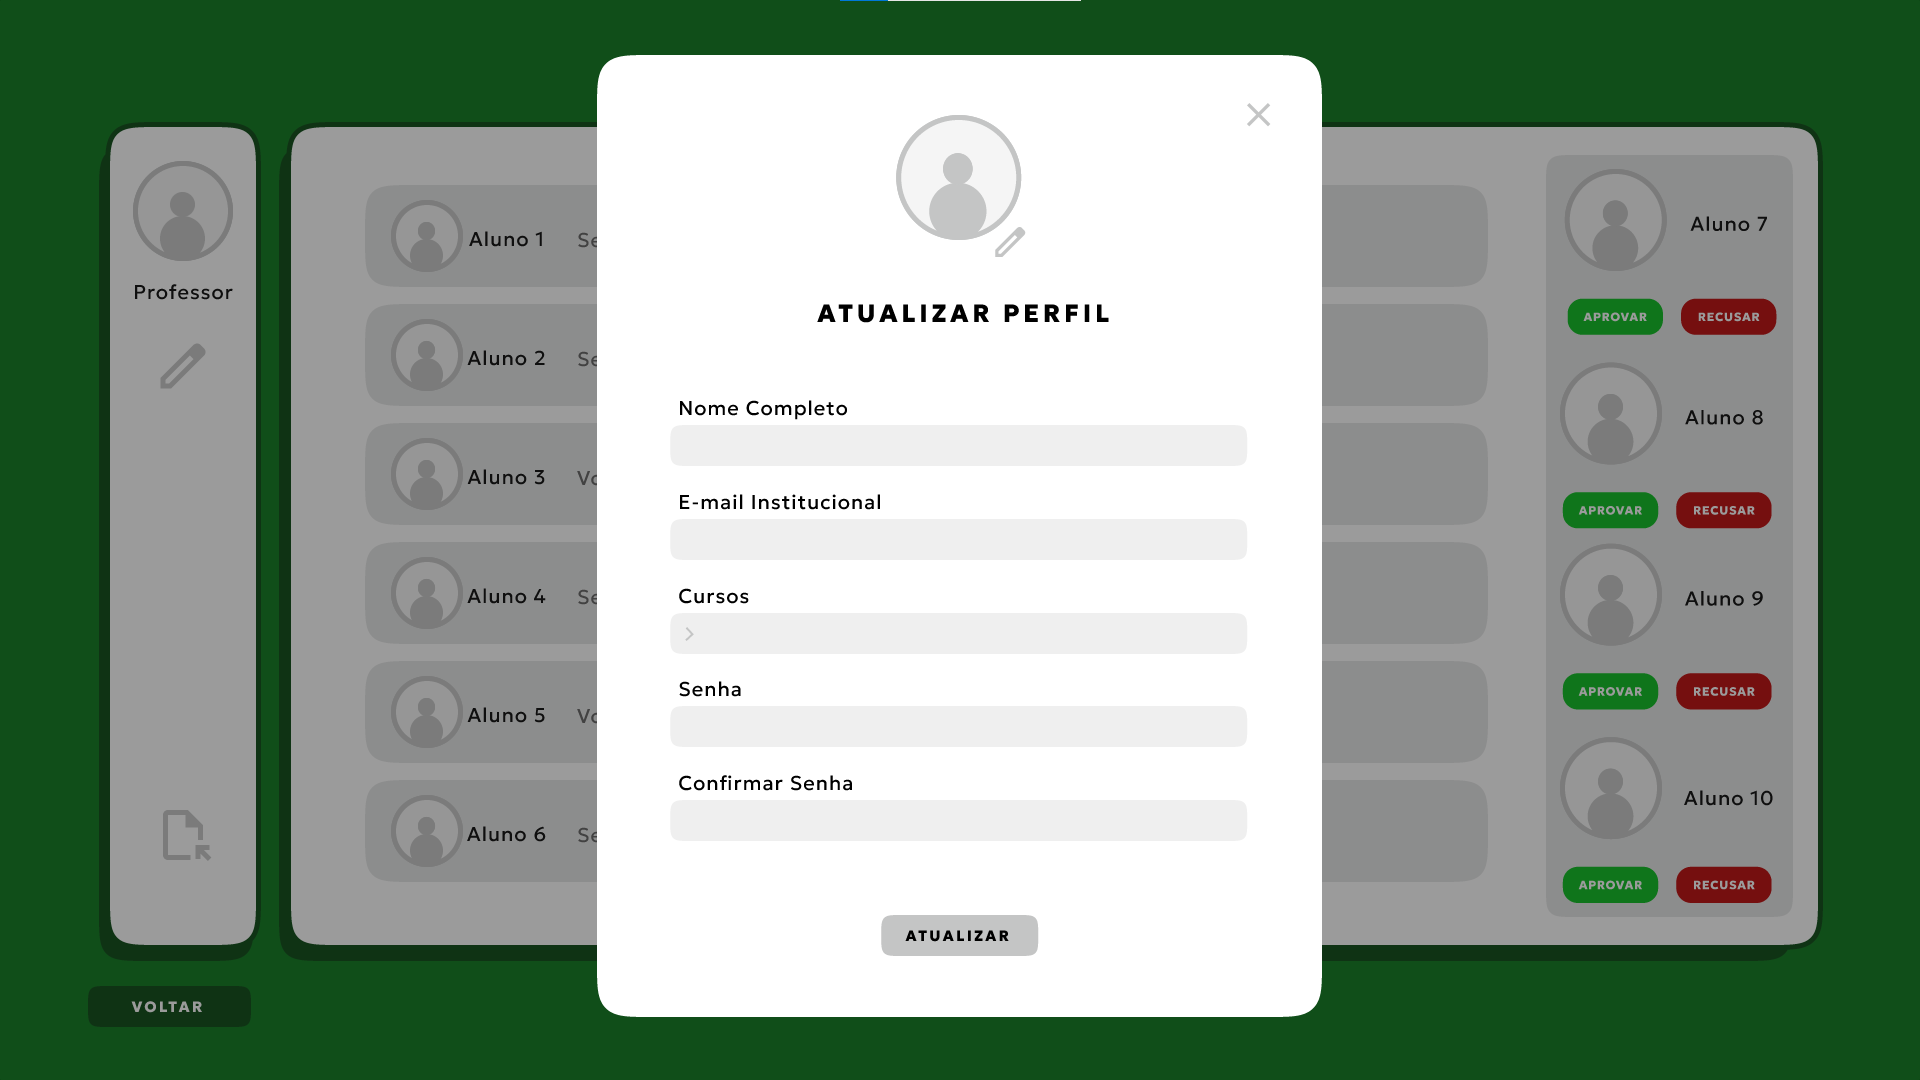 Professor
VOLTAR
Aluno 1 Se
Aluno 2 Se
Aluno 3 Vo
Aluno 4 Se
Aluno 5 Vo
Aluno 6 Se
ATUALIZAR PERFIL
Nome Completo
E-mail Institucional
Cursos
Senha
Confirmar Senha
ATUALIZAR
Aluno 7
APROVAR RECUSAR
Aluno 8
APROVAR RECUSAR
Aluno 9
APROVAR RECUSAR
Aluno 10
APROVAR RECUSAR